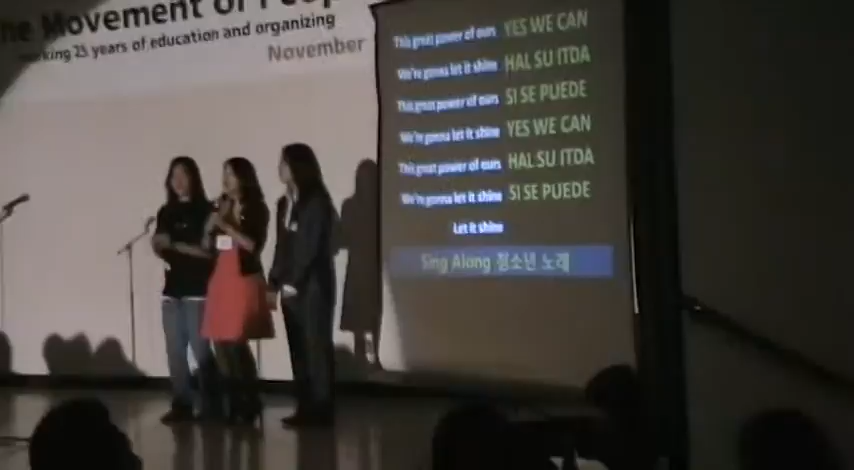 he Movement of
working 25 years of education and organizing
November
This great power of ours YES WE CAN
We're gonna let it shine HAL SU ITDA
This great power of ours SI SE PUEDE
We're gonna let it shine YES WE CAN
This great power of ours HAL SU ITDA
We're gonna let it shine SI SE PUEDE
Let it shine
Sing Along 청소년 노래